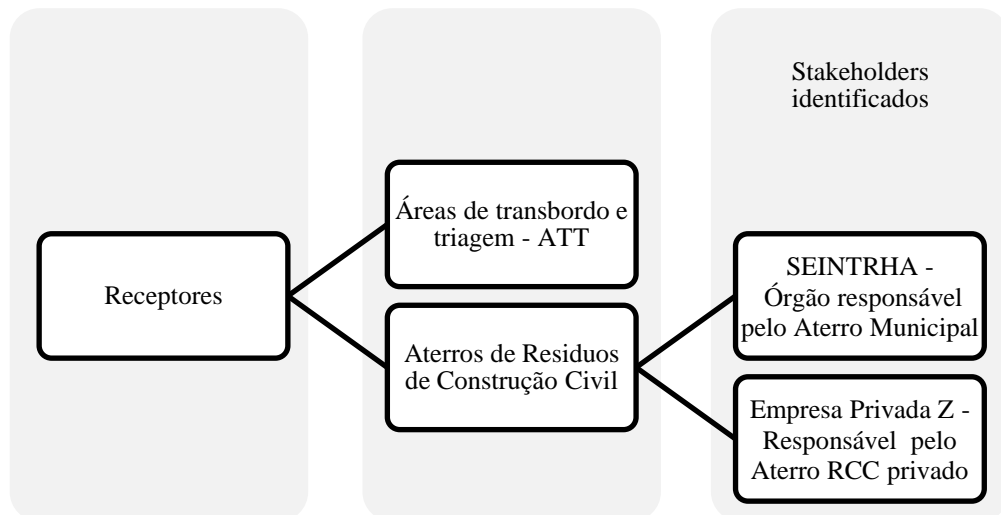 Stakeholders
identificados
Receptores
Áreas de transbordo e
triagem - ATT
Aterros de Residuos
de Construção Civil
SEINTRHA -
Órgão responsável
pelo Aterro Municipal
Empresa Privada Z -
Responsável pelo
Aterro RCC privado